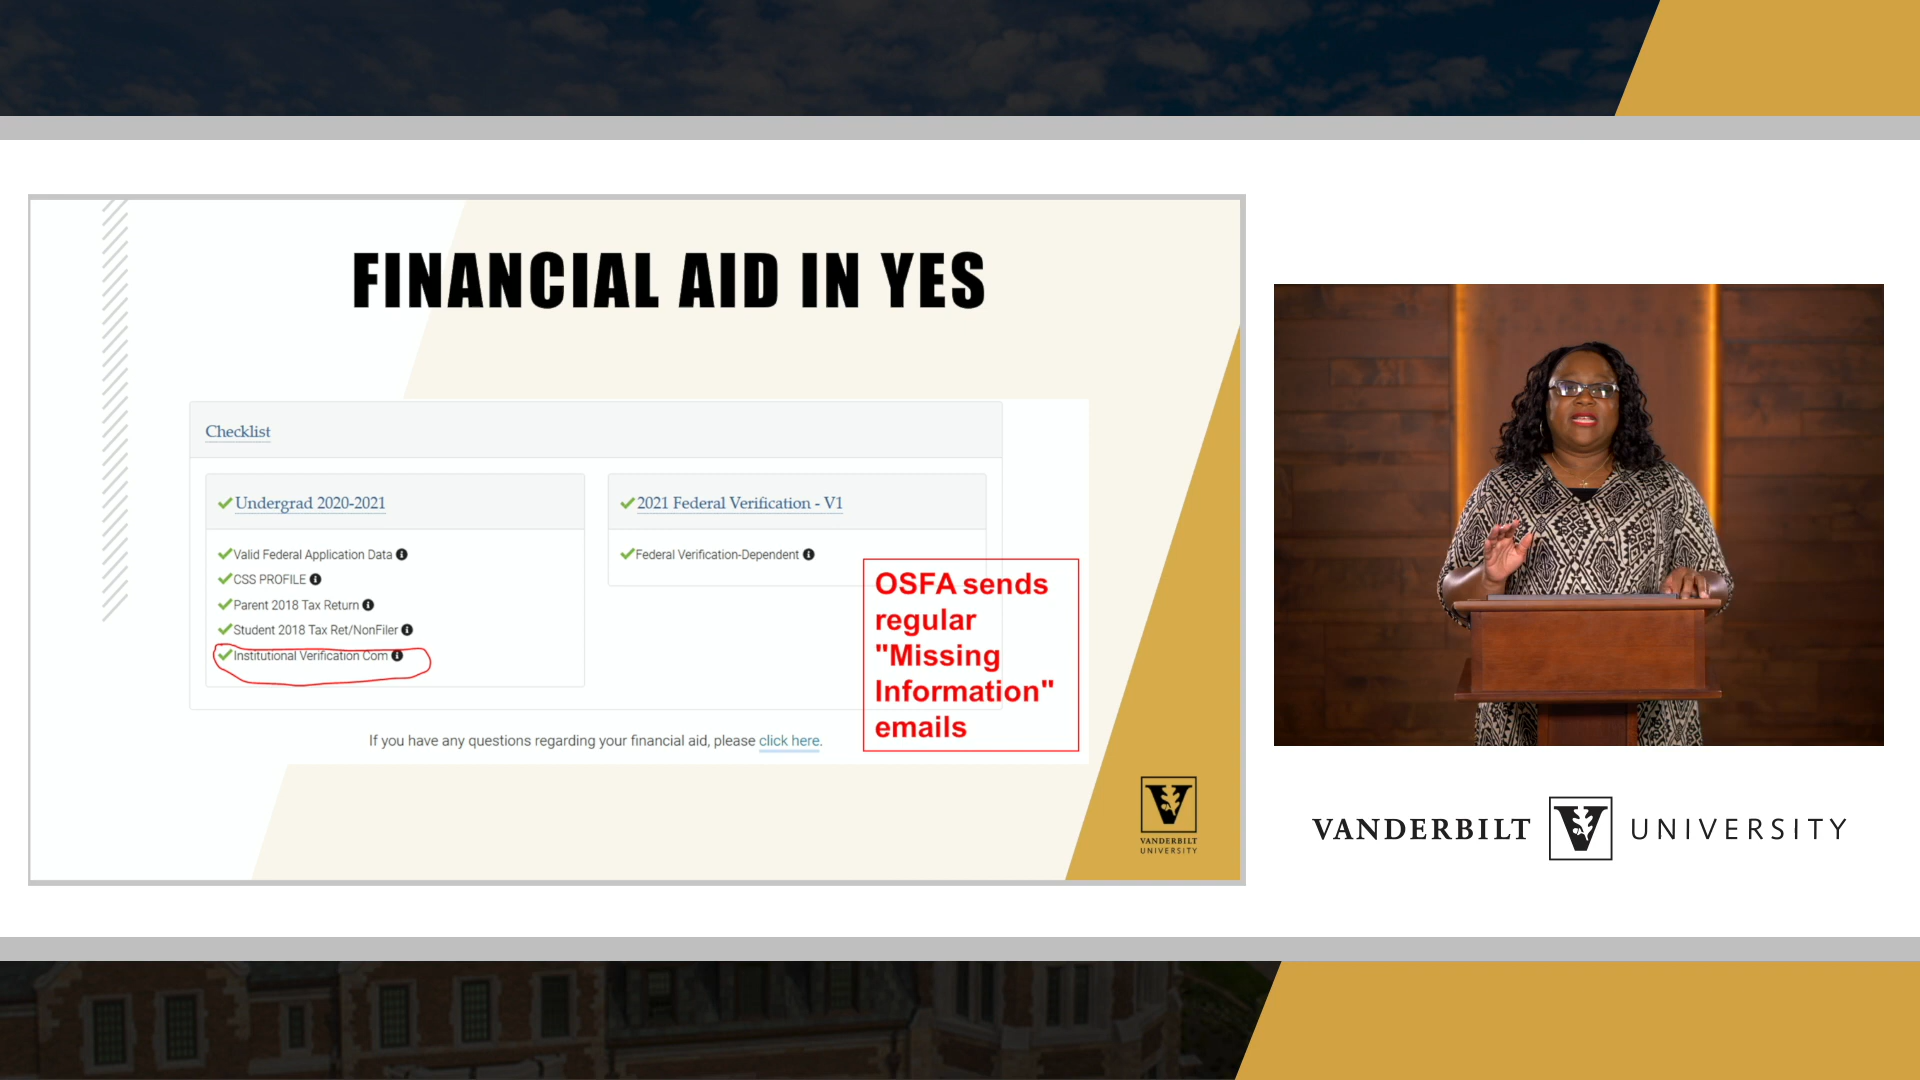 FINANCIAL AID IN YES
Checklist
Undergrad 2020-2021
Valid Federal Application Data
CSS PROFILE
Parent 2018 Tax Return
Student 2018 Tax Ret/NonFiler
Institutional Verification Com
2021 Federal Verification - V1
Federal Verification-Dependent
OSFA sends
regular
"Missing
Information"
emails
If you have any questions regarding your financial aid, please click here.
V
VANDERBILT
UNIVERSITY
VANDERBILT V UNIVERSITY